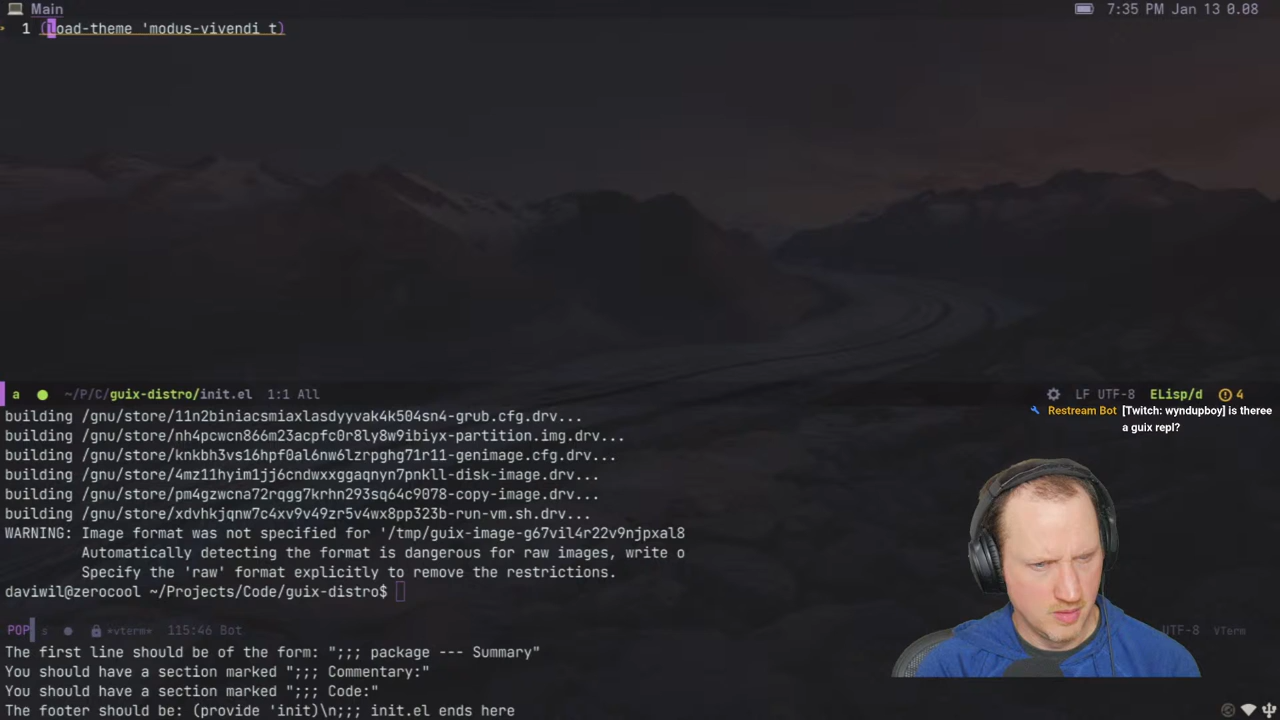 Main
7:35 PM Jan 13 0.08
1 (load-theme 'modus-vivendi t)
a ~/P/C/guix-distro/init.el 1:1 All
LF UTF-8 ELisp/d 4
building /gnu/store/11n2biniacsmiaxlasdyyvak4k504sn4-grub.cfg.drv...
building /gnu/store/nh4pcwcn866m23acpfc0r8ly8w9ibiyx-partition.img.drv...
building /gnu/store/knkbh3vs16hpf0al6nw6lzrpghg71r11-genimage.cfg.drv...
building /gnu/store/4mz11hyim1jj6cndwxxggaqnyn7pnkll-disk-image.drv...
building /gnu/store/pm4gzwcna72rqgg7krhn293sq64c9078-copy-image.drv...
building /gnu/store/xdvhkjqnw7c4xv9v49zr5v4wx8pp323b-run-vm.sh.drv...
WARNING: Image format was not specified for '/tmp/guix-image-g67vil4r22v9njpxal8
Automatically detecting the format is dangerous for raw images, write o
Specify the 'raw' format explicitly to remove the restrictions.
daviwil@zerocool ~/Projects/Code/guix-distro$
Restream Bot [Twitch: wyndupboy] is theree
a guix repl?
POP s *vterm* 115:46 Bot
UTF-8 VTerm
The first line should be of the form: ";;; package --- Summary"
You should have a section marked ";;; Commentary:"
You should have a section marked ";;; Code:"
The footer should be: (provide 'init)\n;;; init.el ends here